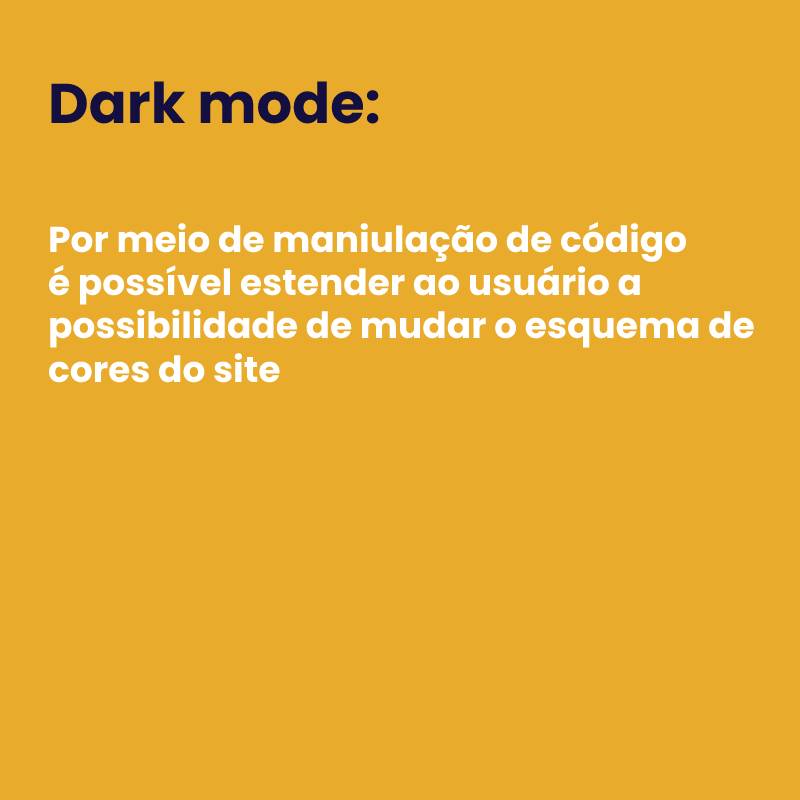 Dark mode:
Por meio de maniulação de código
é possível estender ao usuário a
possibilidade de mudar o esquema de
cores do site